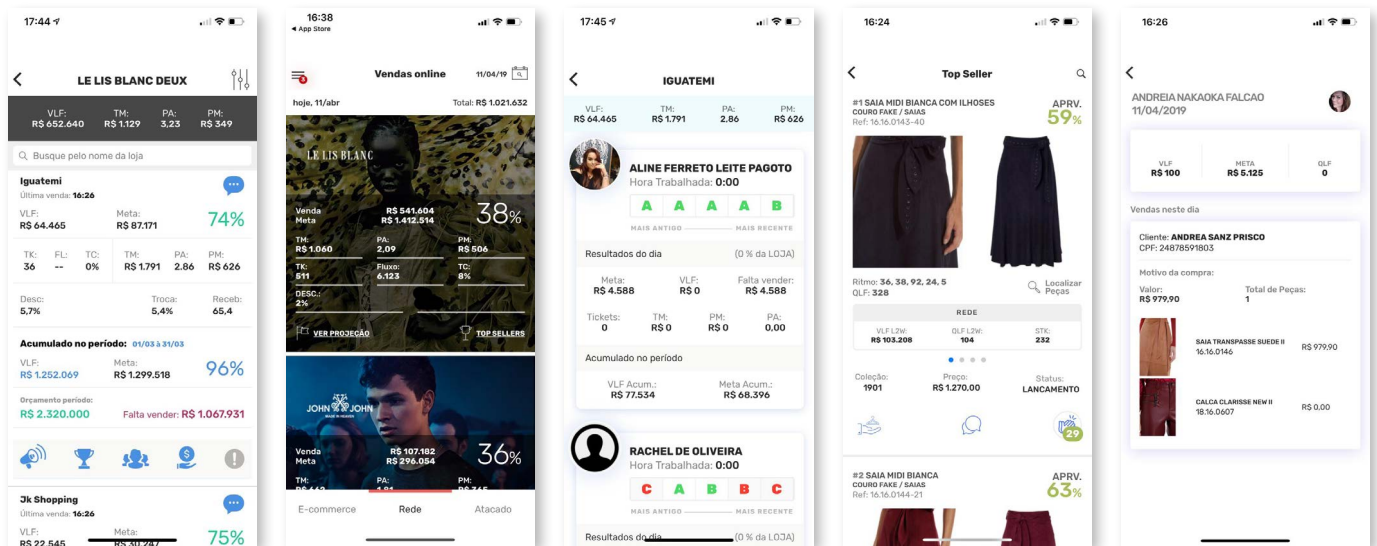 17:44
LE LIS BLANC DEUX
VLF: TM: PA: PM:
R$ 652.640 R$ 1.129 3,23 R$ 349
Busque pelo nome da loja
Iguatemi
Última venda: 16:26
VLF: Meta:
R$ 64.465 R$ 87.171 74%
TK: FL: TC: TM: PA: PM:
36 -- 0% R$ 1.791 2.86 R$ 626
Desc: Troca: Receb:
5,7% 5,4% 65,4
Acumulado no período: 01/03 à 31/03
VLF: Meta:
R$ 1.252.069 R$ 1.299.518 96%
Orçamento período:
R$ 2.320.000 Falta vender: R$ 1.067.931
Jk Shopping
Última venda: 16:26
VLF: Meta:
R$ 22.545 R$ 30.247 75%
16:38
App Store
3
Vendas online 11/04/19
hoje, 11/abr Total: R$ 1.021.632
LE LIS BLANC
Venda R$ 541.604
Meta R$ 1.412.514 38%
TM: PA: PM:
R$ 1.060 2,09 R$ 506
TK: Fluxo: TC:
511 6.123 8%
DESC.:
2%
VER PROJEÇÃO TOP SELLERS
JOHN JOHN
MADE IN HEAVEN
Venda R$ 107.182
Meta R$ 296.054 36%
TM: PA: PM:
E-commerce Rede Atacado
17:45
IGUATEMI
VLF: TM: PA: PM:
R$ 64.465 R$ 1.791 2.86 R$ 626
ALINE FERRETO LEITE PAGOTO
Hora Trabalhada: 0:00
A A A A B
MAIS ANTIGO MAIS RECENTE
Resultados do dia (0 % da LOJA)
Meta: VLF: Falta vender:
R$ 4.588 R$ 0 R$ 4.588
Tickets: TM: PM: PA:
0 R$ 0 R$ 0 0,00
Acumulado no período
VLF Acum.: Meta Acum.:
R$ 77.534 R$ 68.396
RACHEL DE OLIVEIRA
Hora Trabalhada: 0:00
C A B B C
MAIS ANTIGO MAIS RECENTE
Resultados do dia (0 % da LOJA)
16:24
Top Seller
#1 SAIA MIDI BIANCA COM ILHOSES APRV.
COURO FAKE / SAIAS 59%
Ref: 16.16.0143-40
Ritmo: 36, 38, 92, 24, 5 Localizar
QLF: 328 Peças
REDE
VLF L2W: QLF L2W: STK:
R$ 103.208 104 232
Coleção: Preço: Status:
1901 R$ 1.270,00 LANCAMENTO
29
#2 SAIA MIDI BIANCA APRV.
COURO FAKE / SAIAS 63%
Ref: 16.16.0144-21
16:26
ANDREIA NAKAOKA FALCAO
11/04/2019
VLF META QLF
R$ 100 R$ 5.125 0
Vendas neste dia
Cliente: ANDREA SANZ PRISCO
CPF: 24878591803
Motivo da compra:
Valor: Total de Peças:
R$ 979,90 1
SAIA TRANSPASSE SUEDE II
16.16.0146 R$ 979.90
CALCA CLARISSE NEW II
18.16.0607 R$ 0,00